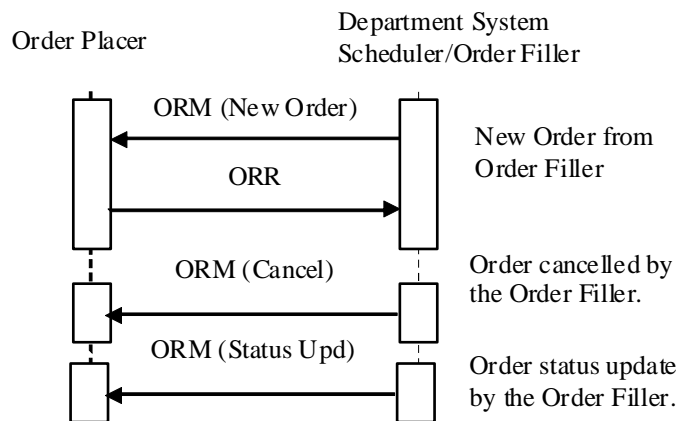 Order Placer
Department System
Scheduler/Order Filler
ORM (New Order)
New Order from
Order Filler
ORR
ORM (Cancel)
Order cancelled by
the Order Filler.
ORM (Status Upd)
Order status update
by the Order Filler.